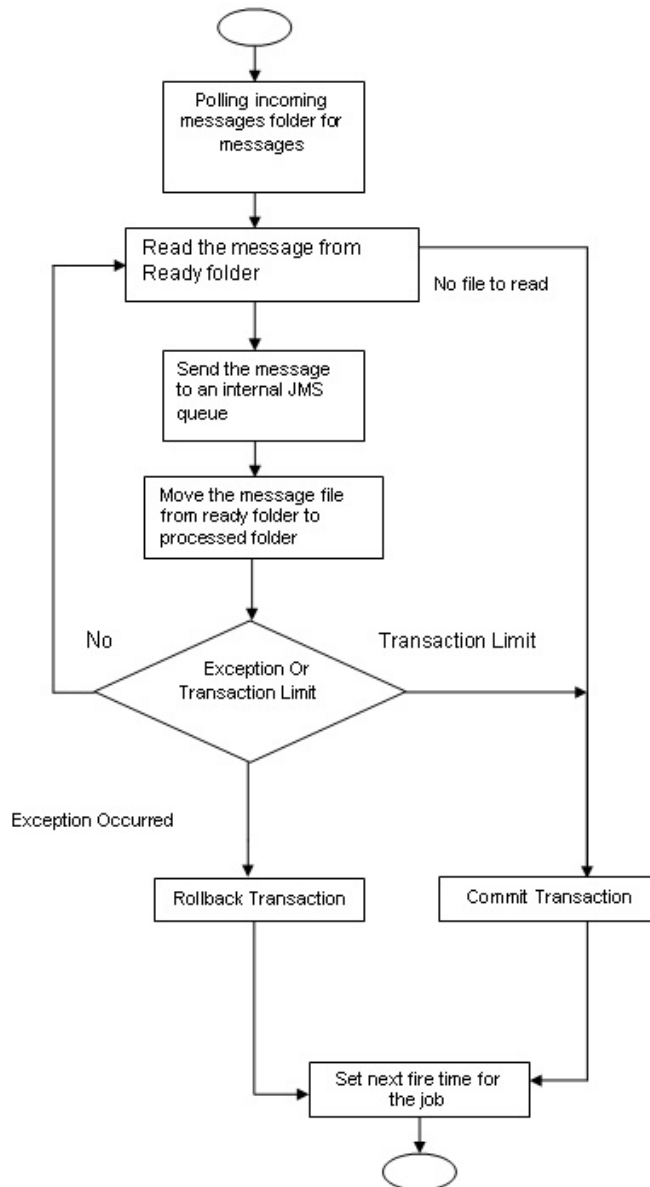 Polling incoming
messages folder for
messages
Read the message from
Ready folder
No file to read
Send the message
to an internal JMS
queue
Move the message file
from ready folder to
processed folder
No
Transaction Limit
Exception Or
Transaction Limit
Exception Occurred
Rollback Transaction
Commit Transaction
Set next fire time for
the job